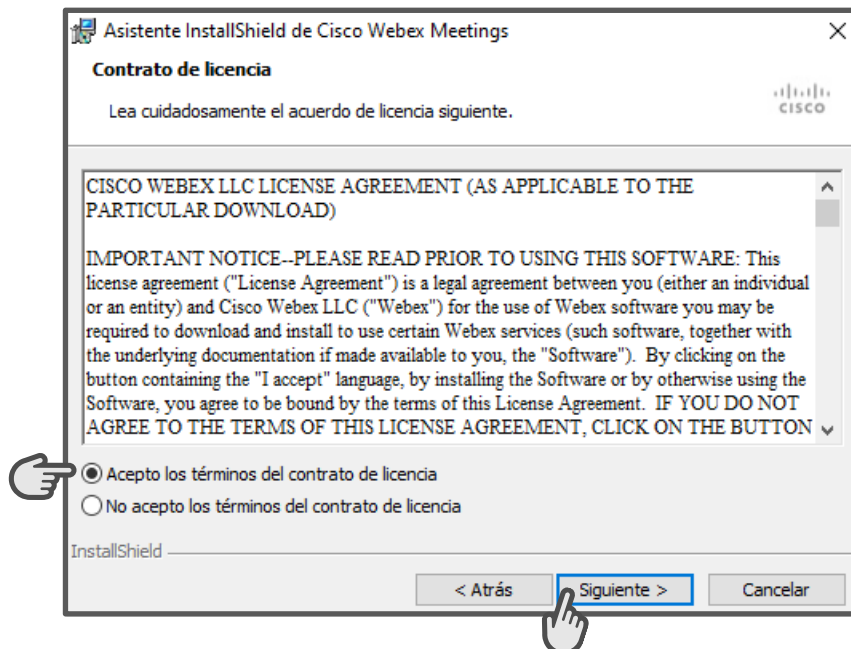 Asistente InstallShield de Cisco Webex Meetings
Contrato de licencia
Lea cuidadosamente el acuerdo de licencia siguiente.
CISCO
CISCO WEBEX LLC LICENSE AGREEMENT (AS APPLICABLE TO THE
PARTICULAR DOWNLOAD)
IMPORTANT NOTICE--PLEASE READ PRIOR TO USING THIS SOFTWARE: This
license agreement ("License Agreement") is a legal agreement between you (either an individual
or an entity) and Cisco Webex LLC ("Webex") for the use of Webex software you may be
required to download and install to use certain Webex services (such software, together with
the underlying documentation if made available to you, the "Software").  By clicking on the
button containing the "I accept" language, by installing the Software or by otherwise using the
Software, you agree to be bound by the terms of this License Agreement.  IF YOU DO NOT
AGREE TO THE TERMS OF THIS LICENSE AGREEMENT, CLICK ON THE BUTTON
Acepto los términos del contrato de licencia
No acepto los términos del contrato de licencia
InstallShield
< Atrás Siguiente > Cancelar